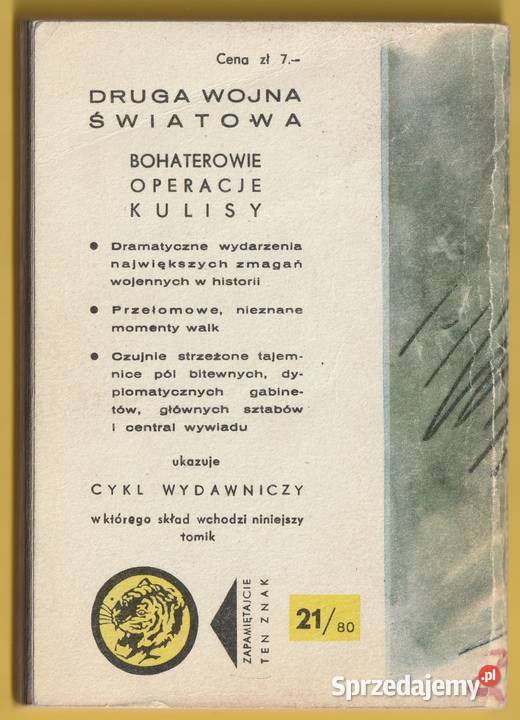 Cena zł 7.–
DRUGA WOJNA
ŚWIATOWA
BOHATEROWIE
OPERACJE
KULISY
● Dramatyczne wydarzenia
największych zmagań
wojennych w historii
● Przełomowe, nieznane
momenty walk
● Czujnie strzeżone tajem-
nice pól bitewnych, dy-
plomatycznych gabine-
tów, głównych sztabów
i central wywiadu
ukazuje
CYKL WYDAWNICZY
w którego skład wchodzi niniejszy
tomik
ZAPAMIĘTAJCIE
TEN ZNAK
21/80
Sprzedajemy.pl